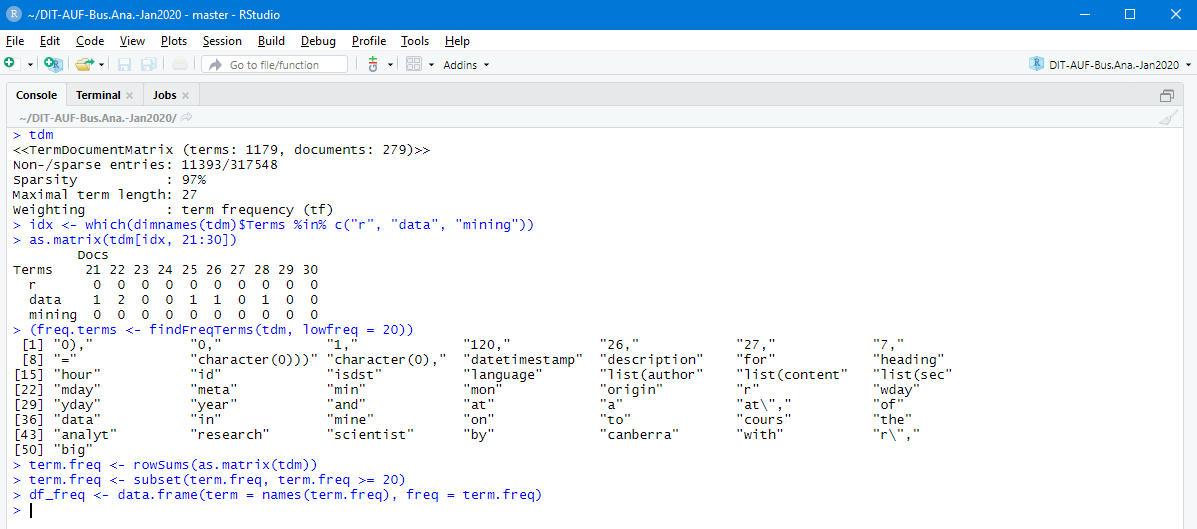 ~/DIT-AUF-Bus.Ana.-Jan2020 - master - RStudio
File Edit Code View Plots Session Build Debug Profile Tools Help
Go to file/function Addins DIT-AUF-Bus.Ana.-Jan2020
Console Terminal Jobs
~/DIT-AUF-Bus.Ana.-Jan2020/
> tdm
<<TermDocumentMatrix (terms: 1179, documents: 279)>>
Non-/sparse entries: 11393/317548
Sparsity           : 97%
Maximal term length: 27
Weighting          : term frequency (tf)
> idx <- which(dimnames(tdm)$Terms %in% c("r", "data", "mining"))
> as.matrix(tdm[idx, 21:30])
        Docs
Terms    21 22 23 24 25 26 27 28 29 30
  r       0  0  0  0  0  0  0  0  0  0
  data    1  2  0  0  1  1  0  1  0  0
  mining  0  0  0  0  0  0  0  0  0  0
> (freq.terms <- findFreqTerms(tdm, lowfreq = 20))
 [1] "0),"            "0,"             "1,"             "120,"           "26,"            "27,"            "7,"
 [8] "="              "character(0)))" "character(0),"  "datetimestamp"  "description"    "for"            "heading"
[15] "hour"           "id"             "isdst"          "language"       "list(author"    "list(content"   "list(sec"
[22] "mday"           "meta"           "min"            "mon"            "origin"         "r"              "wday"
[29] "yday"           "year"           "and"            "at"             "a"              "at\","          "of"
[36] "data"           "in"             "mine"           "on"             "to"             "cours"          "the"
[43] "analyt"         "research"       "scientist"      "by"             "canberra"       "with"           "r\","
[50] "big"
> term.freq <- rowSums(as.matrix(tdm))
> term.freq <- subset(term.freq, term.freq >= 20)
> df_freq <- data.frame(term = names(term.freq), freq = term.freq)
>